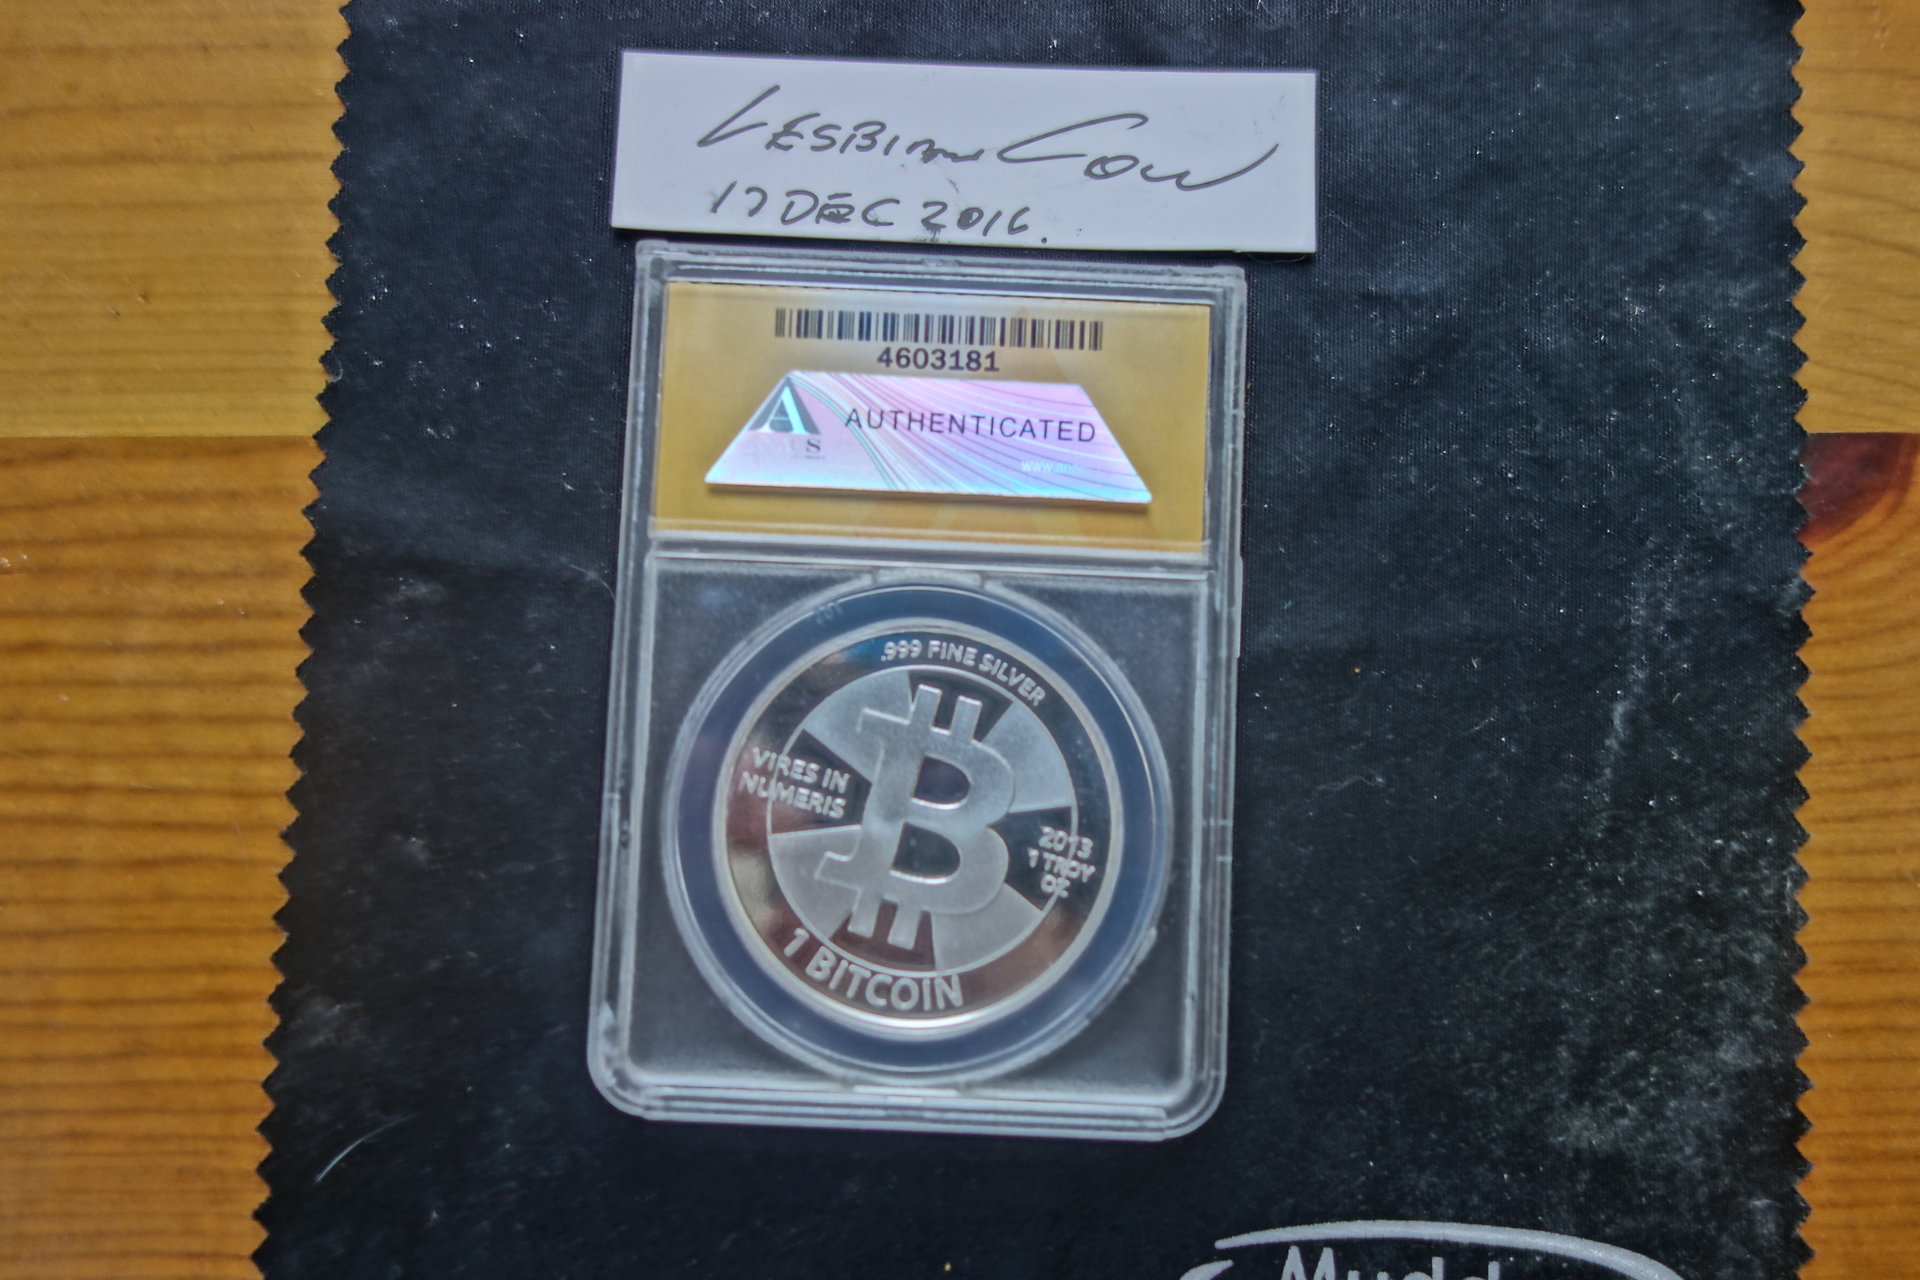 LESBIAN COW
17 DEC 2016.
4603181
AUTHENTICATED
.999 FINE SILVER
VIRES IN
NUMERIS
2013
1 TROY
OZ
1 BITCOIN